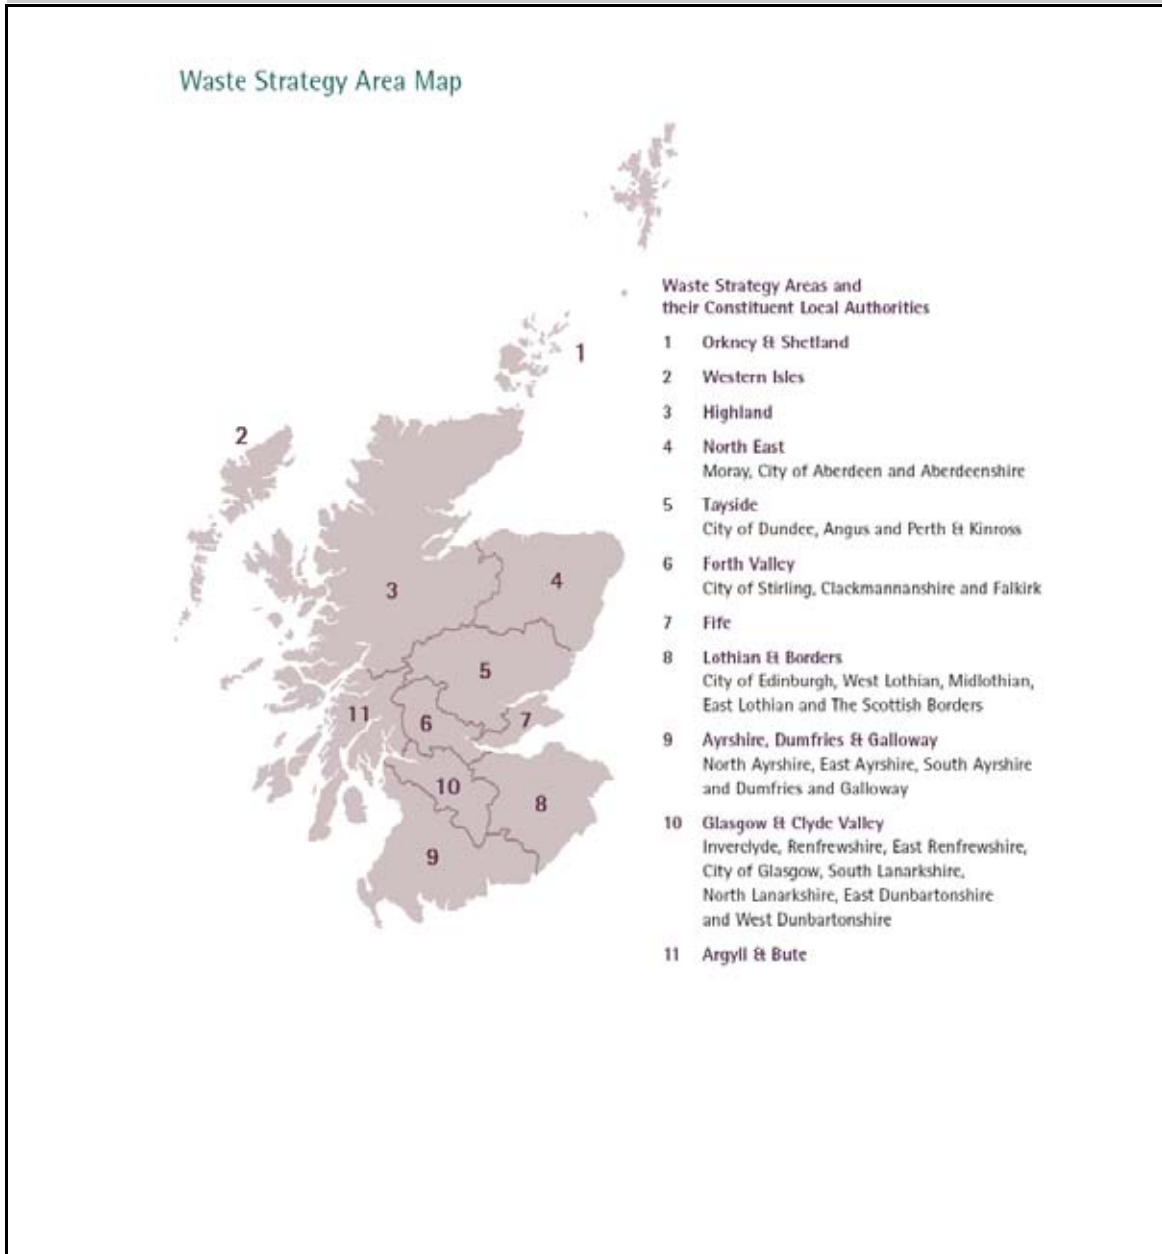 Waste Strategy Area Map
Waste Strategy Areas and
their Constituent Local Authorities
1 Orkney & Shetland
2 Western Isles
3 Highland
4 North East
Moray, City of Aberdeen and Aberdeenshire
5 Tayside
City of Dundee, Angus and Perth & Kinross
6 Forth Valley
City of Stirling, Clackmannanshire and Falkirk
7 Fife
8 Lothian & Borders
City of Edinburgh, West Lothian, Midlothian,
East Lothian and The Scottish Borders
9 Ayrshire, Dumfries & Galloway
North Ayrshire, East Ayrshire, South Ayrshire
and Dumfries and Galloway
10 Glasgow & Clyde Valley
Inverclyde, Renfrewshire, East Renfrewshire,
City of Glasgow, South Lanarkshire,
North Lanarkshire, East Dunbartonshire
and West Dunbartonshire
11 Argyll & Bute
1
2
3
4
5
11
6
7
10
8
9